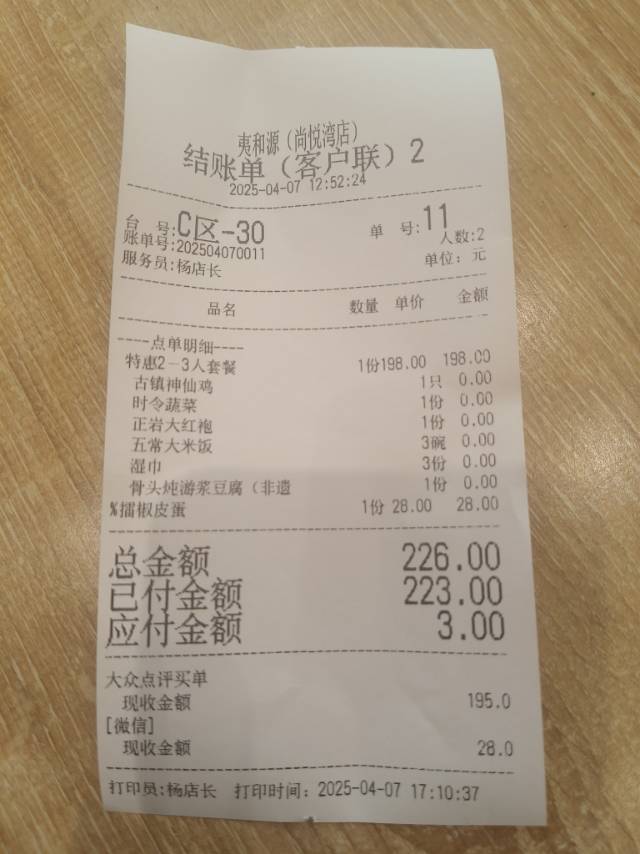 夷和源（尚悦湾店）
结账单（客户联）2
2025-04-07 12:52:24
台 号:C区-30 单 号:11
账单号:202504070011 人数:2
服务员:杨店长 单位：元
品名 数量 单价 金额
----点单明细----
特惠2－3人套餐 1份198.00 198.00
古镇神仙鸡 1只 0.00
时令蔬菜 1份 0.00
正岩大红袍 1份 0.00
五常大米饭 3碗 0.00
湿巾 3份 0.00
骨头炖游浆豆腐（非遗 1份 0.00
%擂椒皮蛋 1份 28.00 28.00
总金额 226.00
已付金额 223.00
应付金额 3.00
大众点评买单
现收金额 195.0
[微信]
现收金额 28.0
打印员:杨店长 打印时间：2025-04-07 17:10:37